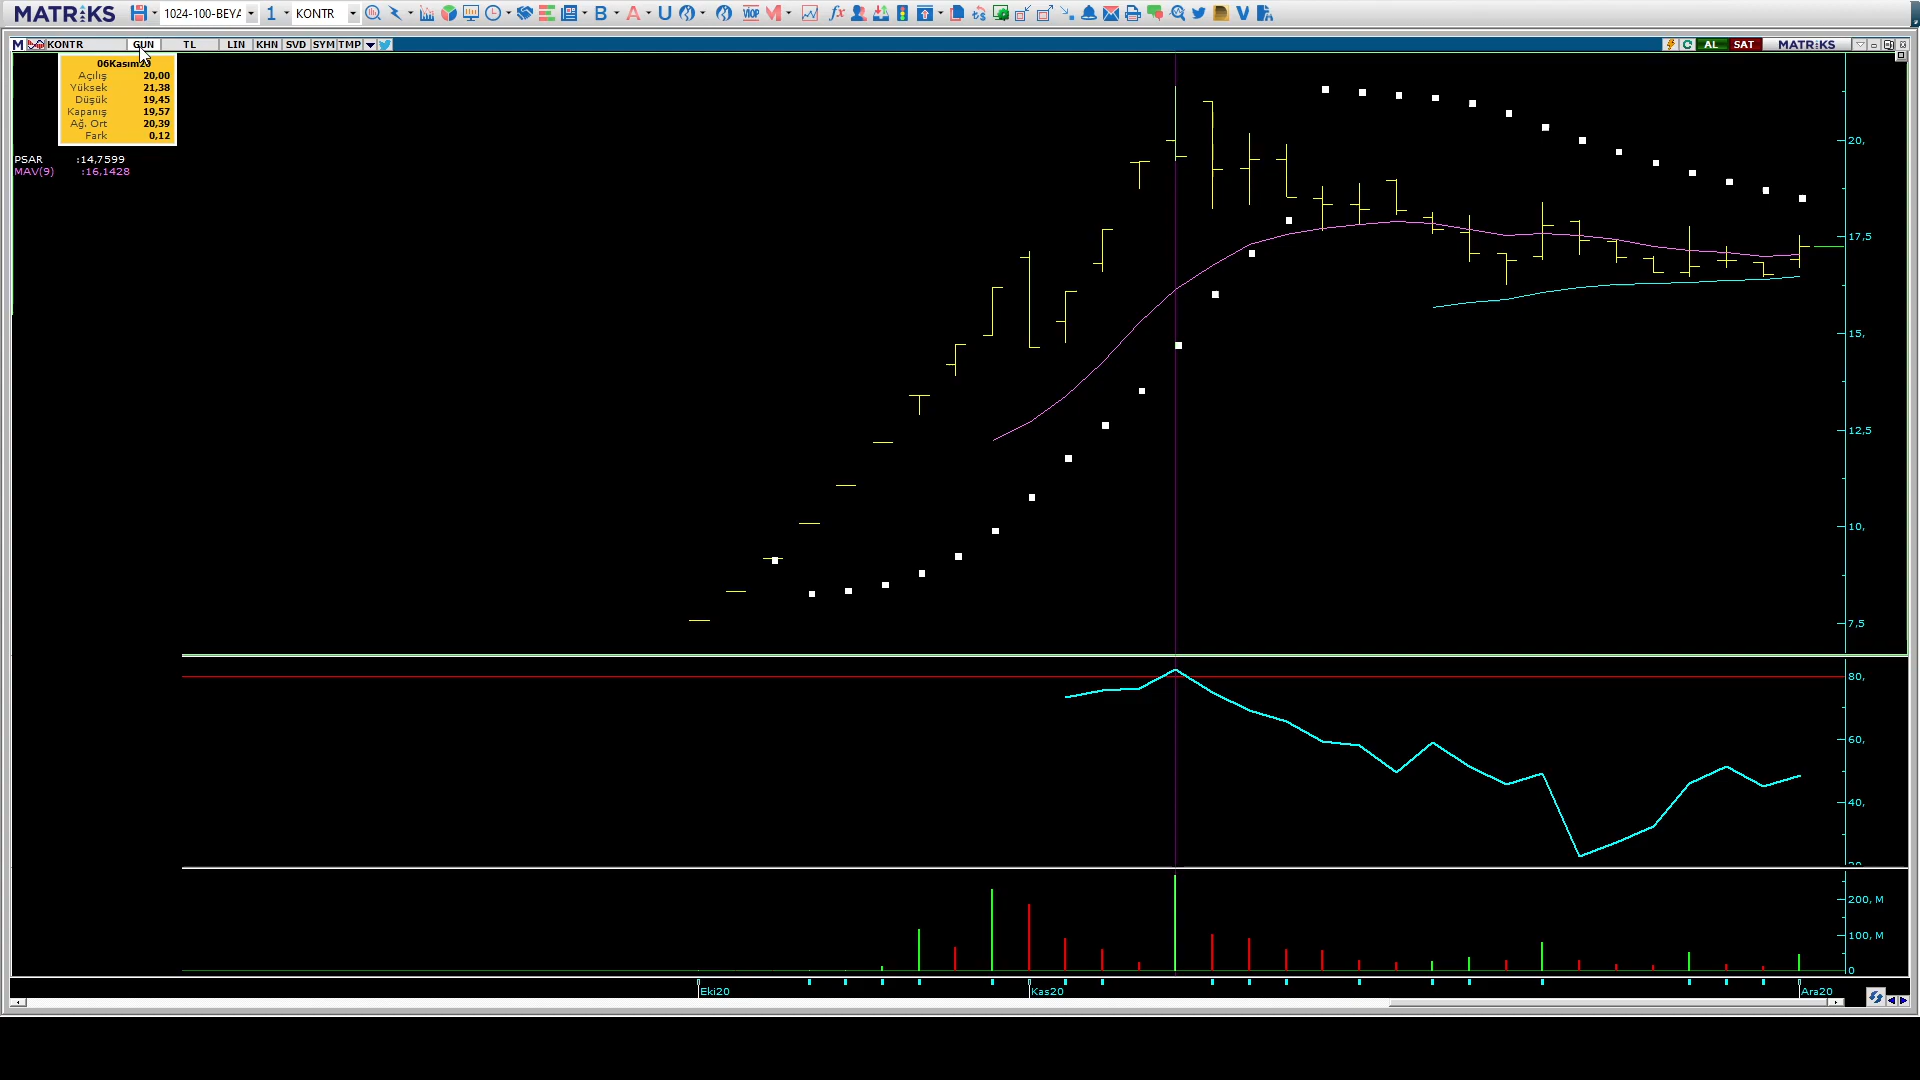 MATRIKS 1024-100-BEYA 1 KONTR fx VIOP
M KONTR GUN TL LIN KHN SVD SYM TMP AL SAT MATRIKS
06Kasım20
Açılış 20,00
Yüksek 21,38
Düşük 19,45
Kapanış 19,57
Ağ. Ort 20,39
Fark 0,12
PSAR :14,7599
MAV(9) :16,1428
20,
17,5
15,
12,5
10,
7,5
80,
60,
40,
200, M
100, M
0
Eki20 Kas20 Ara20